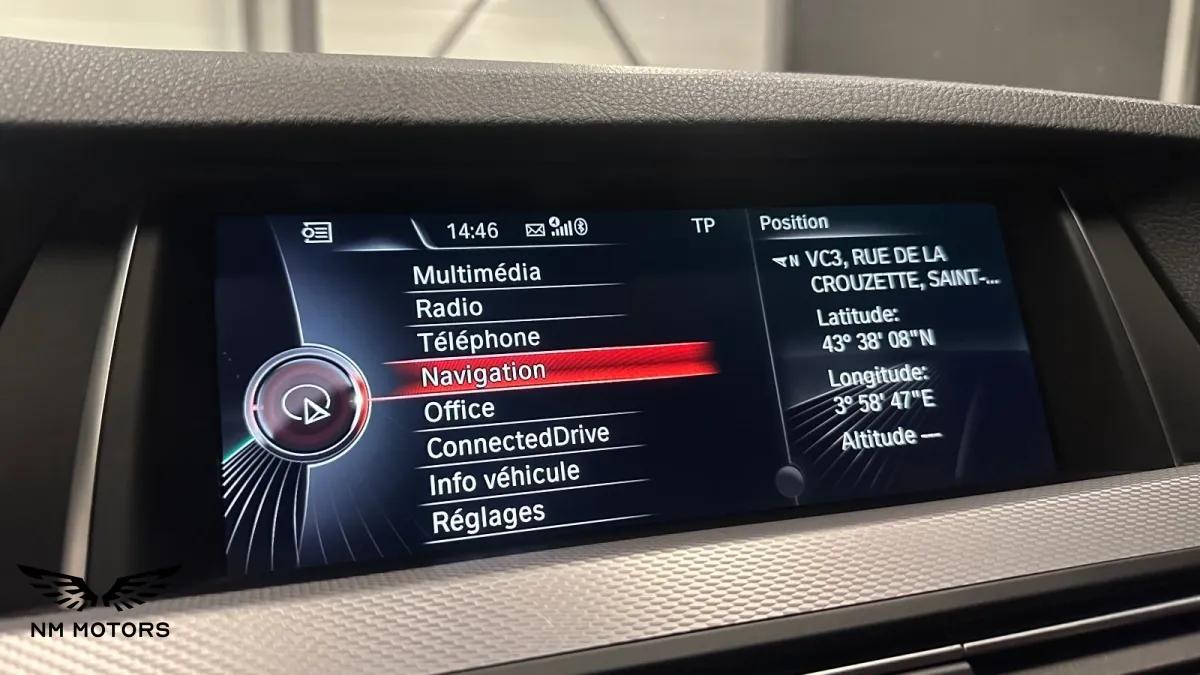 14:46
TP
Multimédia
Radio
Téléphone
Navigation
Office
ConnectedDrive
Info véhicule
Réglages
Position
N VC3, RUE DE LA
CROUZETTE, SAINT-...
Latitude:
43° 38' 08"N
Longitude:
3° 58' 47"E
Altitude ---
NM MOTORS